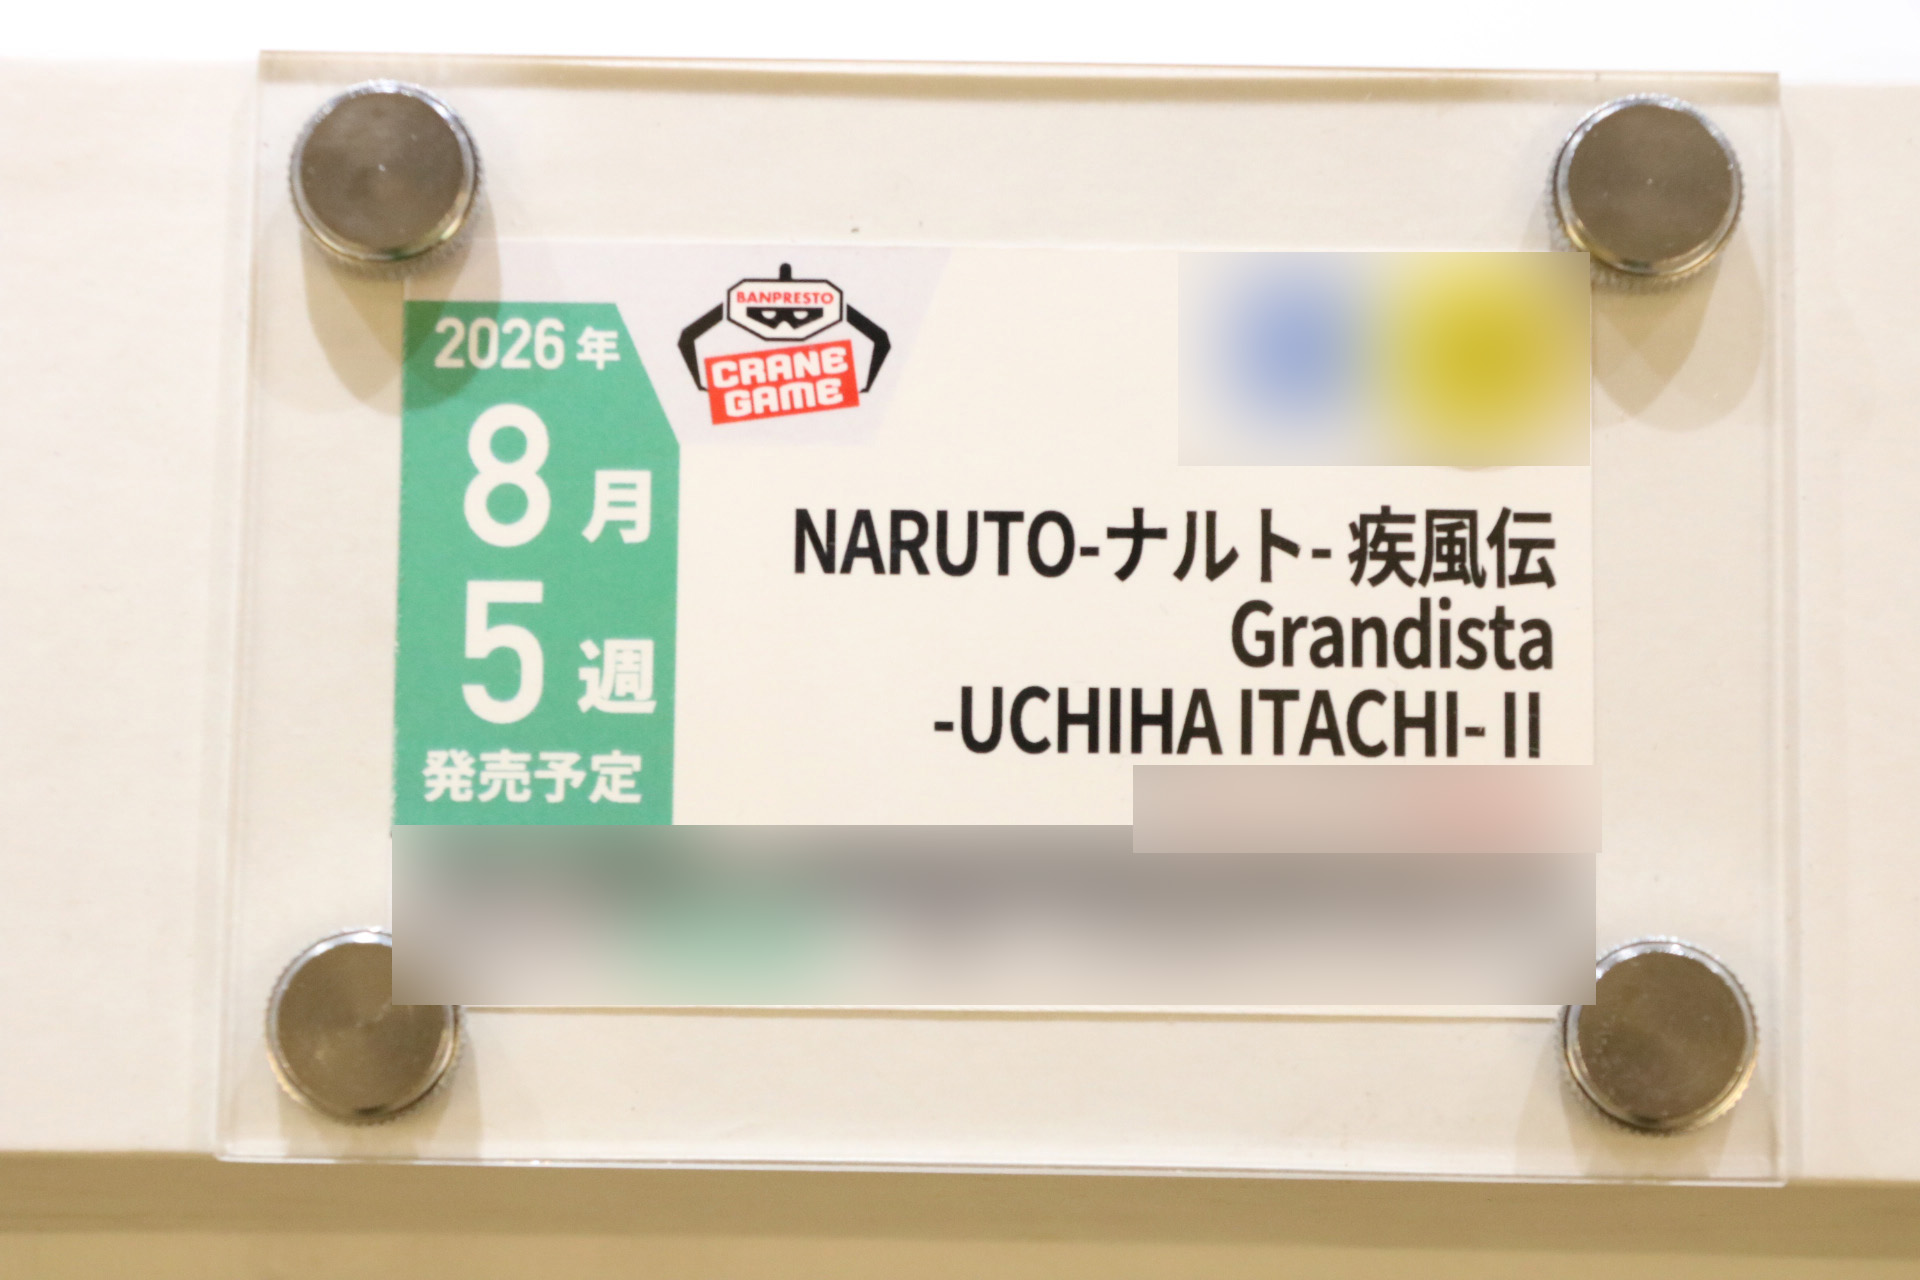 2026年
8月
5週
発売予定
BANPRESTO
CRANE
GAME
NARUTO-ナルト- 疾風伝
Grandista
-UCHIHA ITACHI- II